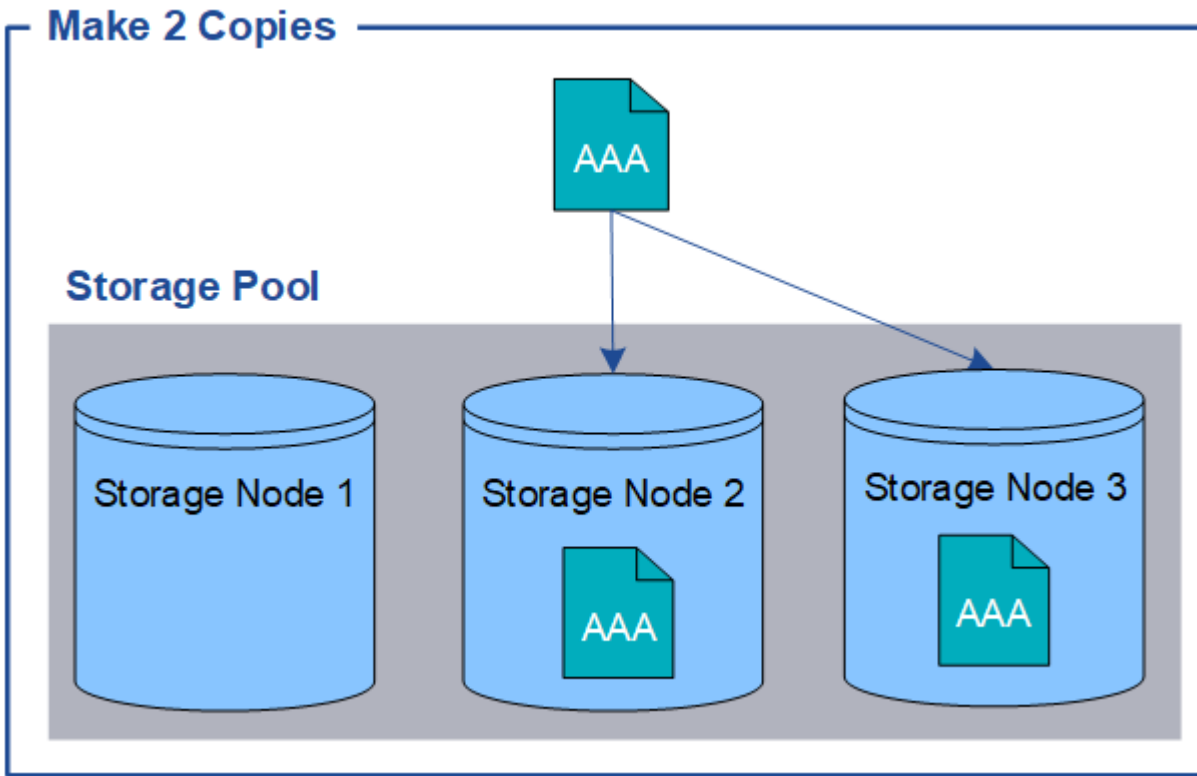 Make 2 Copies
AAA
Storage Pool
Storage Node 1
Storage Node 2
Storage Node 3
AAA
AAA